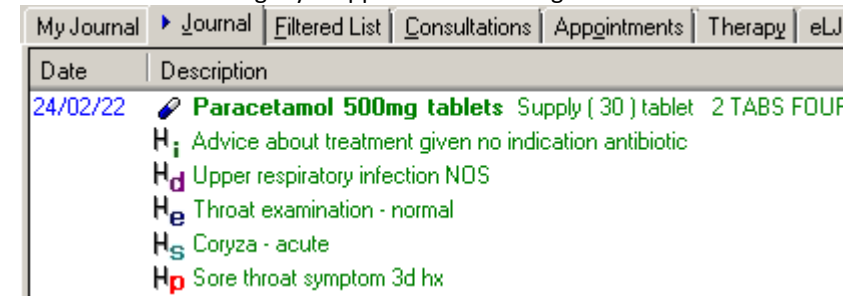 My Journal Journal Filtered List Consultations Appointments Therapy eLJ
Date Description
24/02/22 Paracetamol 500mg tablets Supply ( 30 ) tablet 2 TABS FOUR
Hi Advice about treatment given no indication antibiotic
Hd Upper respiratory infection NOS
He Throat examination - normal
Hs Coryza - acute
Hp Sore throat symptom 3d hx